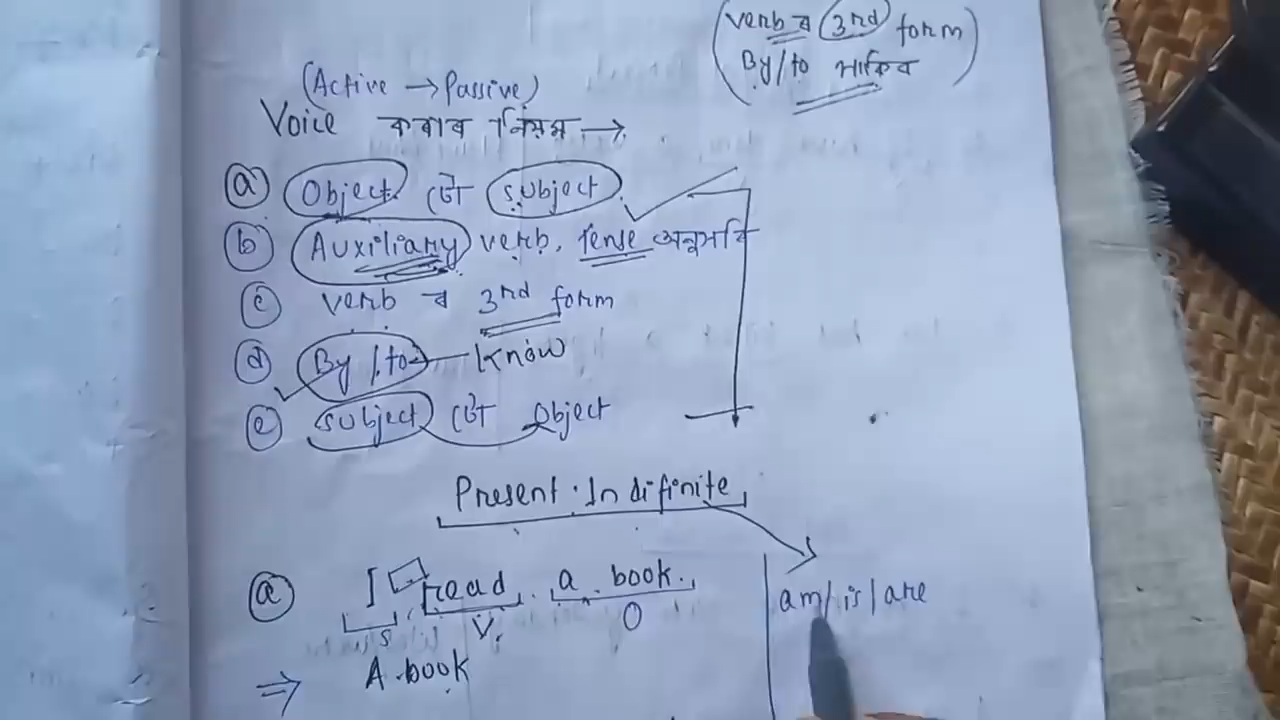 verb ৰ 3rd form
By/to থাকিব
(Active → Passive)
Voice কৰাৰ নিয়ম →
(a) Object টো subject
(b) Auxiliary verb, Tense অনুসৰি
(c) verb ৰ 3rd form
(d) By/to — Know
(e) subject টো Object
Present Indifinite
(a) I read a book.
am/is/are
S V, O
⇒ A book